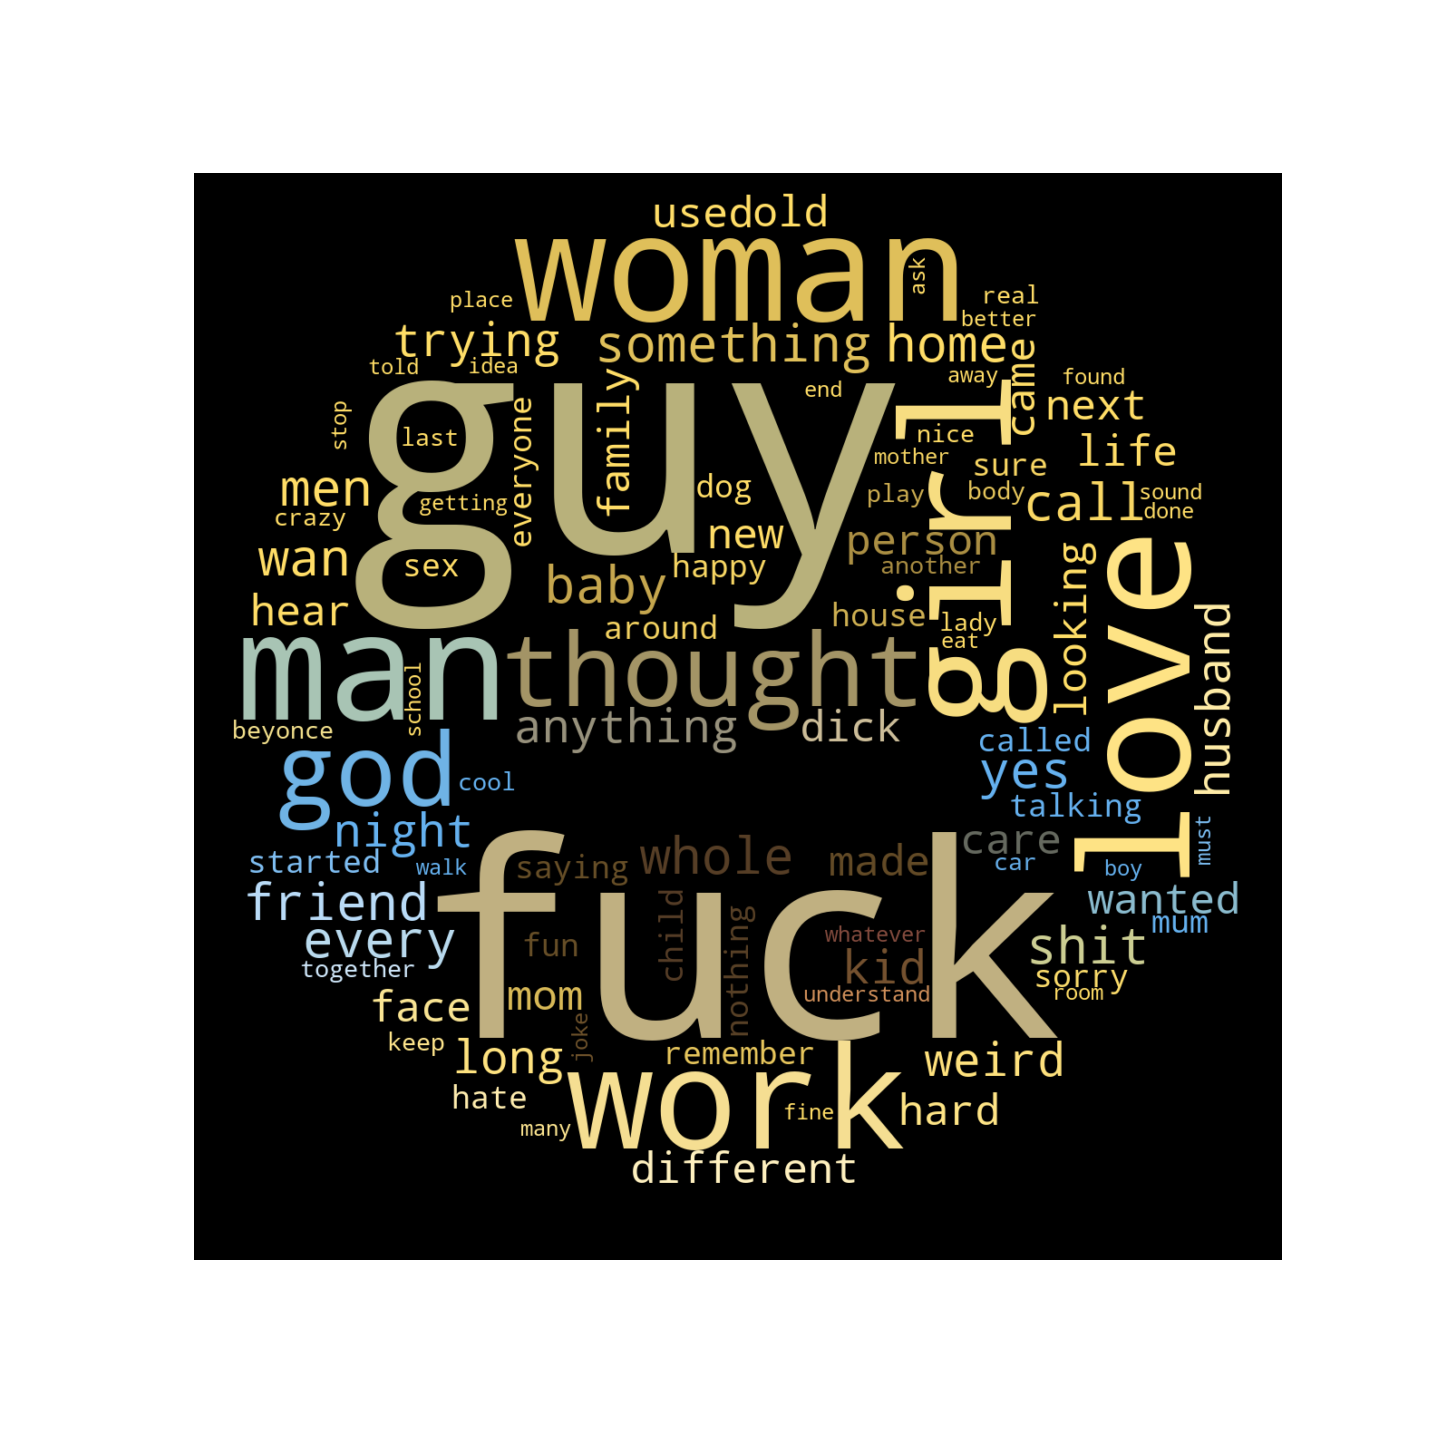 usedold
woman
ask
place
real
better
trying
something
home
came
told
idea
end
away
found
guy
girl
love
stop
last
everyone
family
nice
next
mother
sure
life
men
getting
dog
play
body
call
sound
done
crazy
new
person
wan
sex
baby
happy
another
looking
hear
around
house
lady
eat
husband
man
thought
school
beyonce
anything
dick
called
god
cool
yes
night
talking
must
started
walk
saying
whole
made
care
car
boy
friend
fuck
wanted
every
fun
child
nothing
whatever
mum
together
kid
shit
sorry
face
mom
understand
room
keep
long
joke
remember
weird
hate
work
fine
hard
many
different